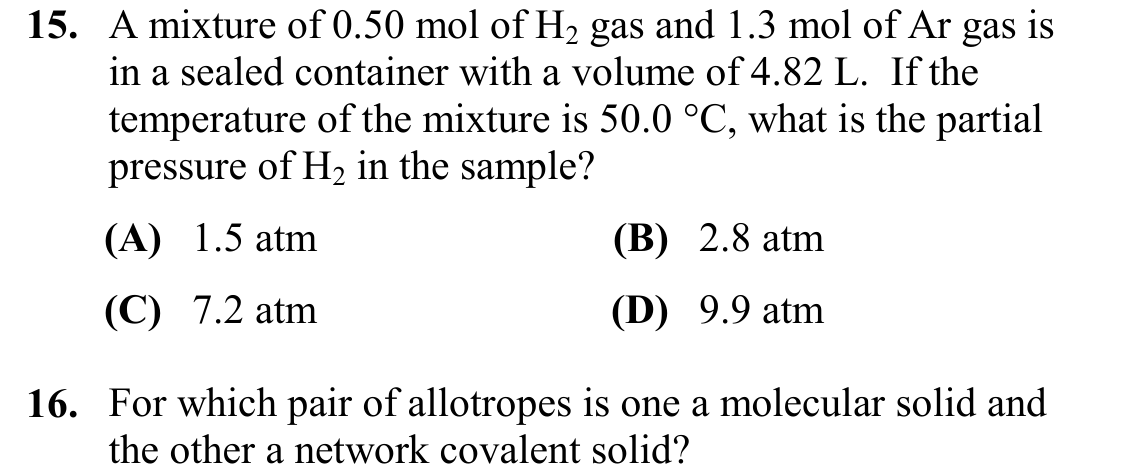 15. A mixture of 0.50 mol of H₂ gas and 1.3 mol of Ar gas is
in a sealed container with a volume of 4.82 L. If the
temperature of the mixture is 50.0 °C, what is the partial
pressure of H₂ in the sample?
(A) 1.5 atm (B) 2.8 atm
(C) 7.2 atm (D) 9.9 atm
16. For which pair of allotropes is one a molecular solid and
the other a network covalent solid?